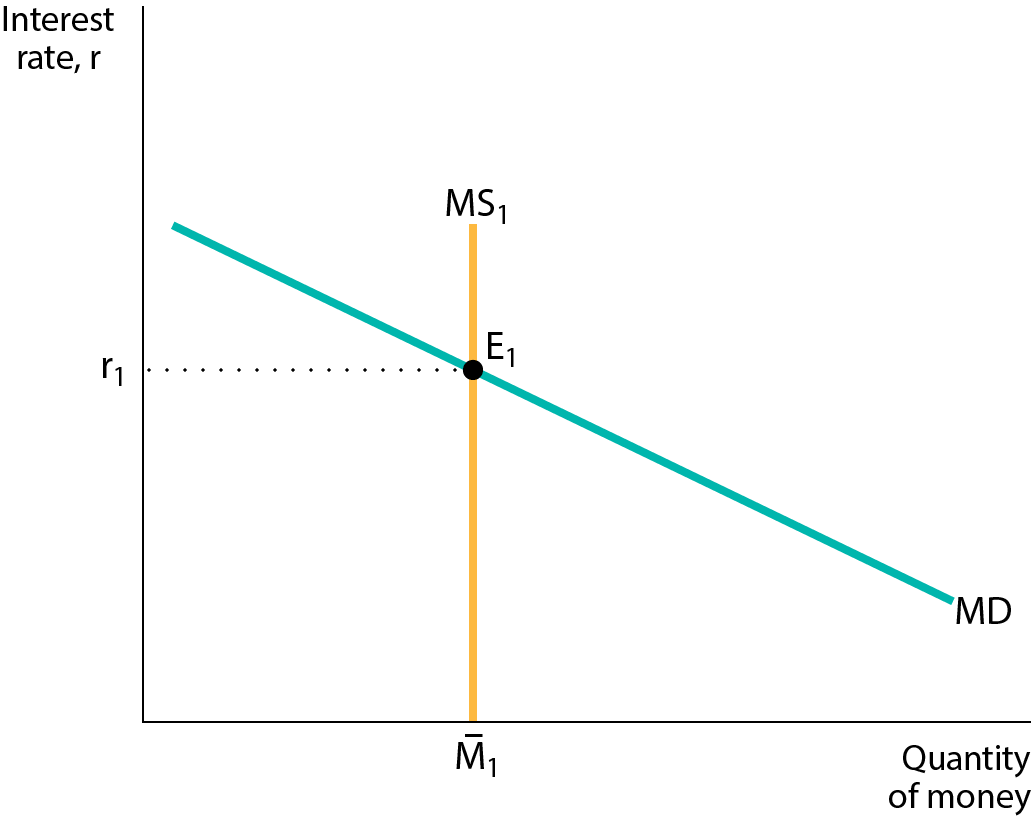 Interest
rate, r
MS₁
E₁
r₁
MD
M̄₁
Quantity
of money